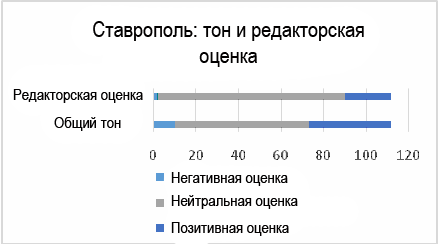 Ставрополь: тон и редакторская
оценка
Редакторская оценка
Общий тон
0 20 40 60 80 100 120
Негативная оценка
Нейтральная оценка
Позитивная оценка